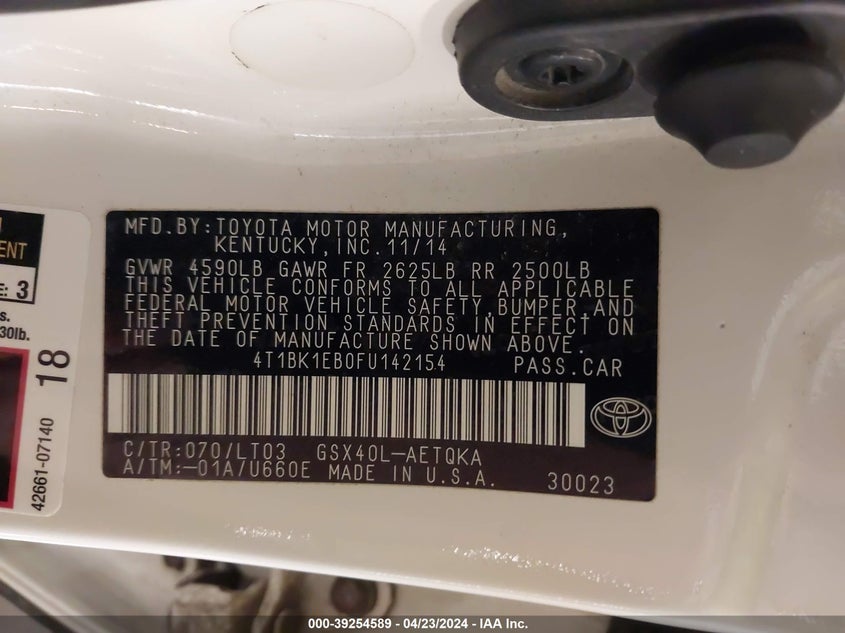 MFD.BY:TOYOTA MOTOR MANUFACTURING,
KENTUCKY,INC.11/14
GVWR 4590LB GAWR FR 2625LB RR 2500LB
THIS VEHICLE CONFORMS TO ALL APPLICABLE
FEDERAL MOTOR VEHICLE SAFETY,BUMPER,AND
THEFT PREVENTION STANDARDS IN EFFECT ON
THE DATE OF MANUFACTURE SHOWN ABOVE.
4T1BK1EB0FU142154 PASS.CAR
C/TR:070/LT03 GSX40L-AETQKA
A/TM:-01A/U660E MADE IN U.S.A. 30023
ENT
E: 3
s.
30lb.
18
42661-07140
000-39254589 - 04/23/2024 - IAA Inc.